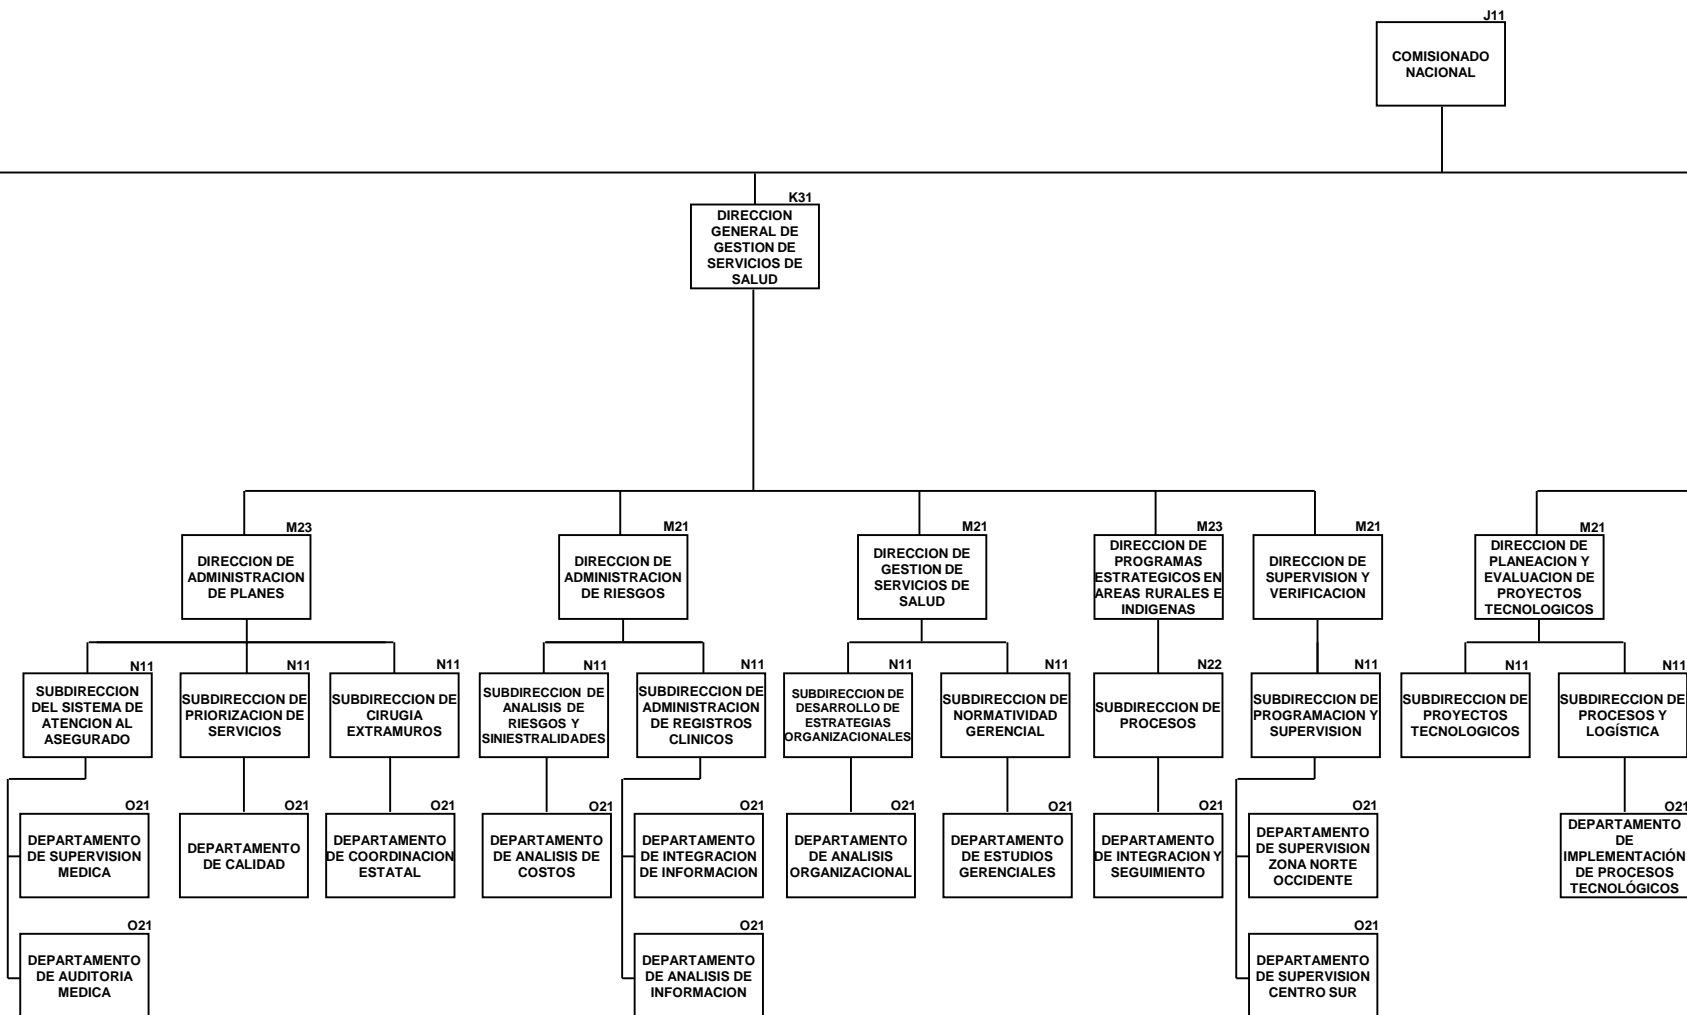 J11
COMISIONADO
NACIONAL
K31
DIRECCION
GENERAL DE
GESTION DE
SERVICIOS DE
SALUD
M23
DIRECCION DE
ADMINISTRACION
DE PLANES
M21
DIRECCION DE
ADMINISTRACION
DE RIESGOS
M21
DIRECCION DE
GESTION DE
SERVICIOS DE
SALUD
M23
DIRECCION DE
PROGRAMAS
ESTRATEGICOS EN
AREAS RURALES E
INDIGENAS
M21
DIRECCION DE
SUPERVISION Y
VERIFICACION
M21
DIRECCION DE
PLANEACION Y
EVALUACION DE
PROYECTOS
TECNOLOGICOS
N11
SUBDIRECCION
DEL SISTEMA DE
ATENCION AL
ASEGURADO
N11
SUBDIRECCION DE
PRIORIZACION DE
SERVICIOS
N11
SUBDIRECCION DE
CIRUGIA
EXTRAMUROS
N11
SUBDIRECCION DE
ANALISIS DE
RIESGOS Y
SINIESTRALIDADES
N11
SUBDIRECCION DE
ADMINISTRACION
DE REGISTROS
CLINICOS
N11
SUBDIRECCION DE
DESARROLLO DE
ESTRATEGIAS
ORGANIZACIONALES
N11
SUBDIRECCION DE
NORMATIVIDAD
GERENCIAL
N22
SUBDIRECCION DE
PROCESOS
N11
SUBDIRECCION DE
PROGRAMACION Y
SUPERVISION
N11
SUBDIRECCION DE
PROYECTOS
TECNOLOGICOS
N11
SUBDIRECCION DE
PROCESOS Y
LOGÍSTICA
O21
DEPARTAMENTO
DE SUPERVISION
MEDICA
O21
DEPARTAMENTO
DE CALIDAD
O21
DEPARTAMENTO
DE COORDINACION
ESTATAL
O21
DEPARTAMENTO
DE ANALISIS DE
COSTOS
O21
DEPARTAMENTO
DE INTEGRACION
DE INFORMACION
O21
DEPARTAMENTO
DE ANALISIS
ORGANIZACIONAL
O21
DEPARTAMENTO
DE ESTUDIOS
GERENCIALES
O21
DEPARTAMENTO
DE INTEGRACION Y
SEGUIMIENTO
O21
DEPARTAMENTO
DE SUPERVISION
ZONA NORTE
OCCIDENTE
O21
DEPARTAMENTO
DE
IMPLEMENTACIÓN
DE PROCESOS
TECNOLÓGICOS
O21
DEPARTAMENTO
DE AUDITORIA
MEDICA
O21
DEPARTAMENTO
DE ANALISIS DE
INFORMACION
O21
DEPARTAMENTO
DE SUPERVISION
CENTRO SUR